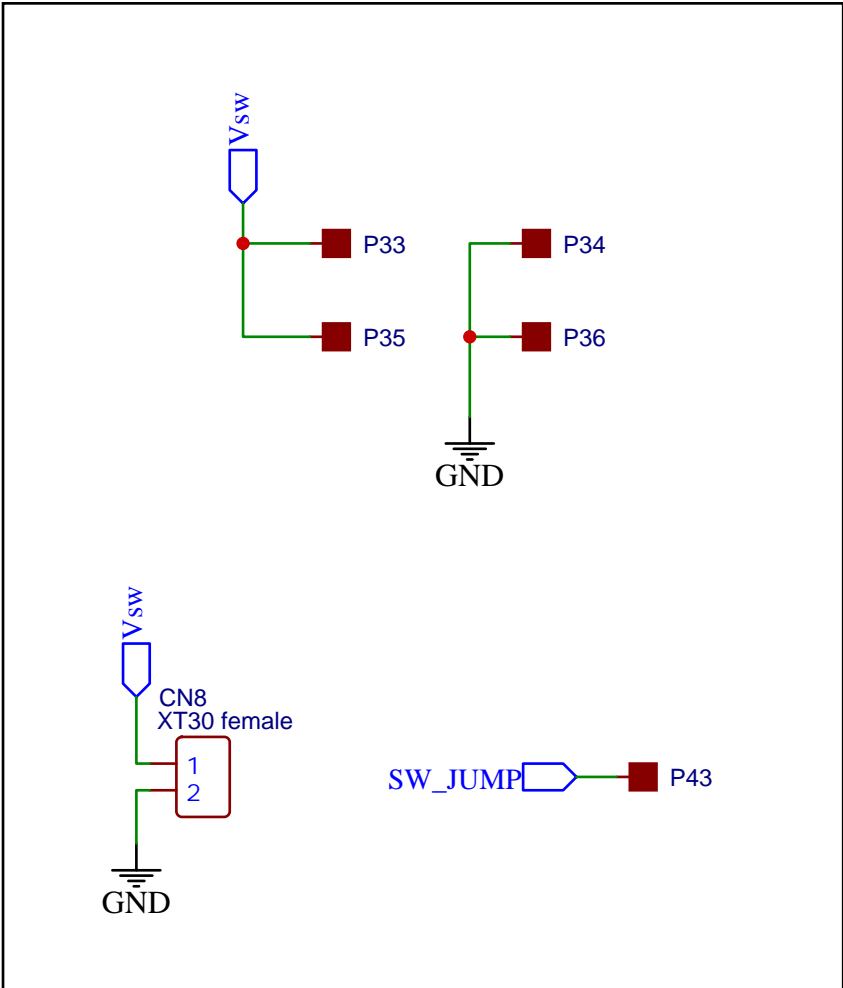 Vsw
P33
P34
P35
P36
GND
Vsw
CN8
XT30 female
1
2
SW_JUMP
P43
GND